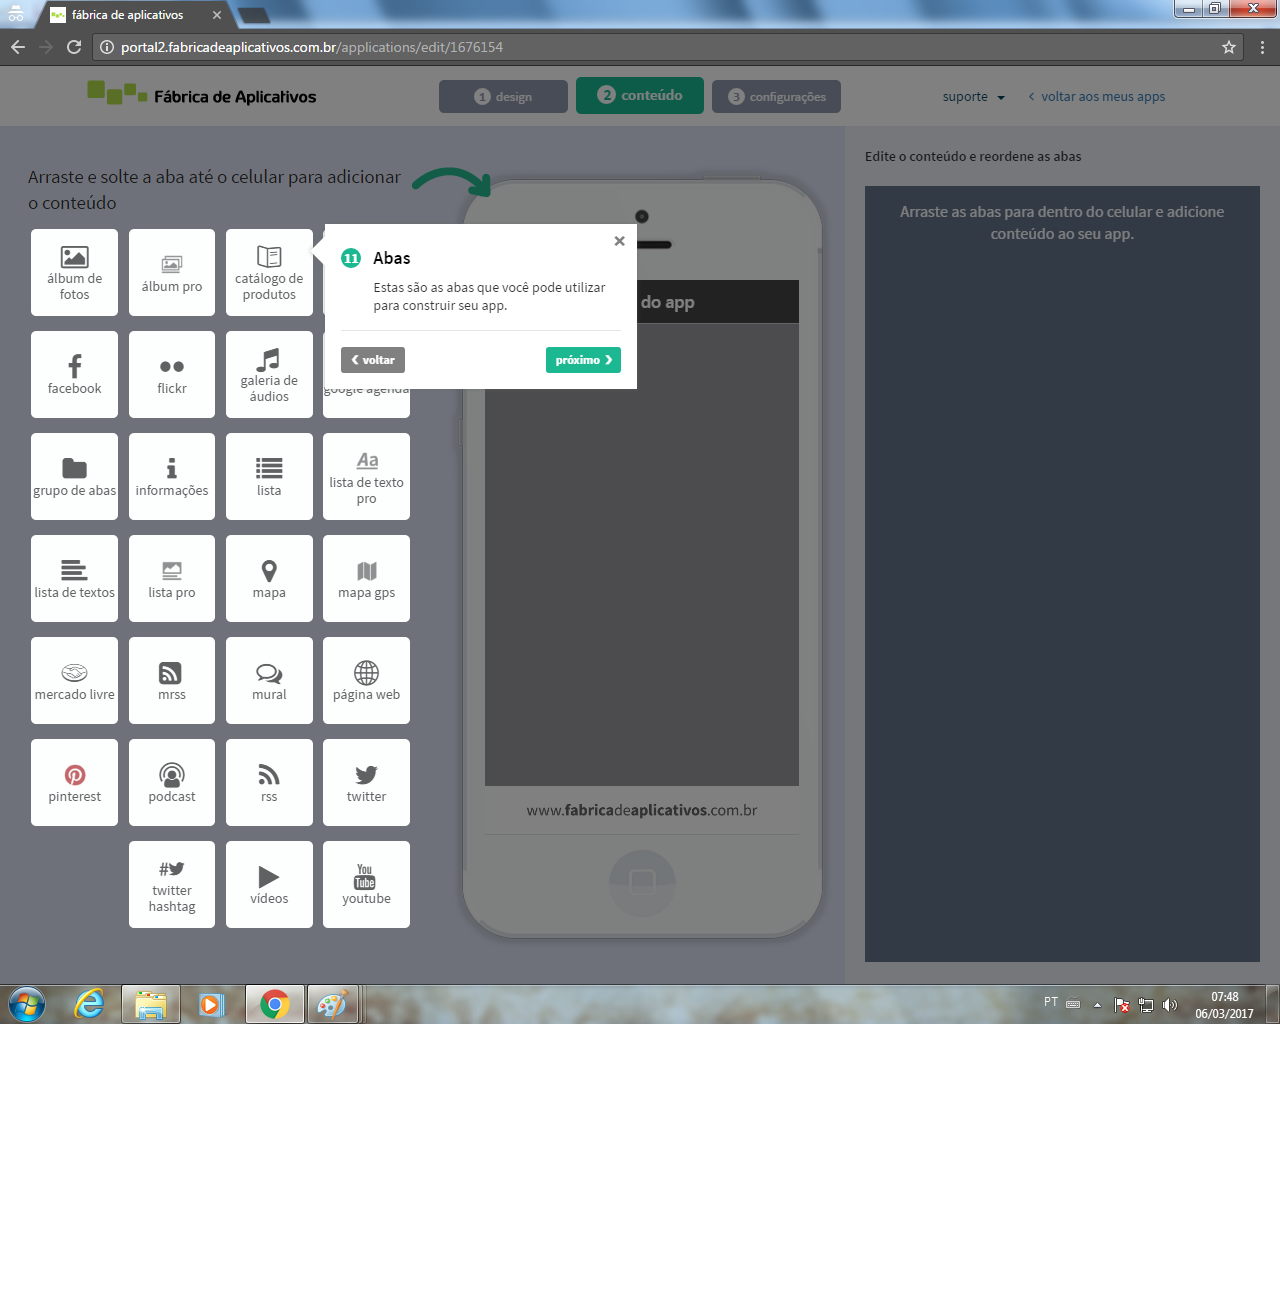 fábrica de aplicativos
portal2.fabricadeaplicativos.com.br/applications/edit/1676154
Fábrica de Aplicativos
1 design
2 conteúdo
3 configurações
suporte
voltar aos meus apps
Arraste e solte a aba até o celular para adicionar
o conteúdo
Edite o conteúdo e reordene as abas
Arraste as abas para dentro do celular e adicione
conteúdo ao seu app.
11 Abas
Estas são as abas que você pode utilizar
para construir seu app.
voltar
próximo
do app
álbum de
fotos
álbum pro
catálogo de
produtos
facebook
flickr
galeria de
áudios
google agenda
grupo de abas
informações
lista
Aa
lista de texto
pro
lista de textos
lista pro
mapa
mapa gps
mercado livre
mrss
mural
página web
pinterest
podcast
rss
twitter
#
twitter
hashtag
vídeos
You
Tube
youtube
www.fabricadeaplicativos.com.br
PT
07:48
06/03/2017